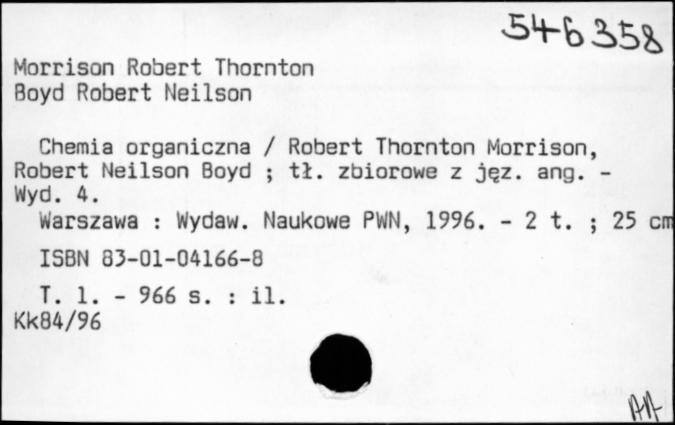 546358
Morrison Robert Thornton
Boyd Robert Neilson
Chemia organiczna / Robert Thornton Morrison,
Robert Neilson Boyd ; tł. zbiorowe z jęz. ang. -
Wyd. 4.
Warszawa : Wydaw. Naukowe PWN, 1996. - 2 t. ; 25 cm
ISBN 83-01-04166-8
T. 1. - 966 s. : il.
Kk84/96
AA